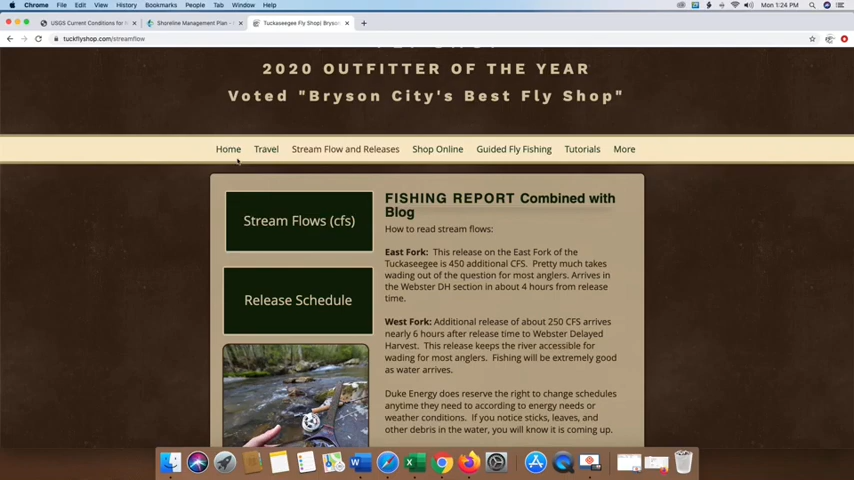 Chrome File Edit View History Bookmarks People Tab Window Help
Mon 1:24 PM
USGS Current Conditions for N
Shoreline Management Plan -
Tuckaseegee Fly Shop| Bryson
tuckflyshop.com/streamflow
2020 OUTFITTER OF THE YEAR
Voted "Bryson City's Best Fly Shop"
Home Travel Stream Flow and Releases Shop Online Guided Fly Fishing Tutorials More
Stream Flows (cfs)
Release Schedule
FISHING REPORT Combined with
Blog
How to read stream flows:
East Fork: This release on the East Fork of the
Tuckaseegee is 450 additional CFS. Pretty much takes
wading out of the question for most anglers. Arrives in
the Webster DH section in about 4 hours from release
time.
West Fork: Additional release of about 250 CFS arrives
nearly 6 hours after release time to Webster Delayed
Harvest. This release keeps the river accessible for
wading for most anglers. Fishing will be extremely good
as water arrives.
Duke Energy does reserve the right to change schedules
anytime they need to according to energy needs or
weather conditions. If you notice sticks, leaves, and
other debris in the water, you will know it is coming up.